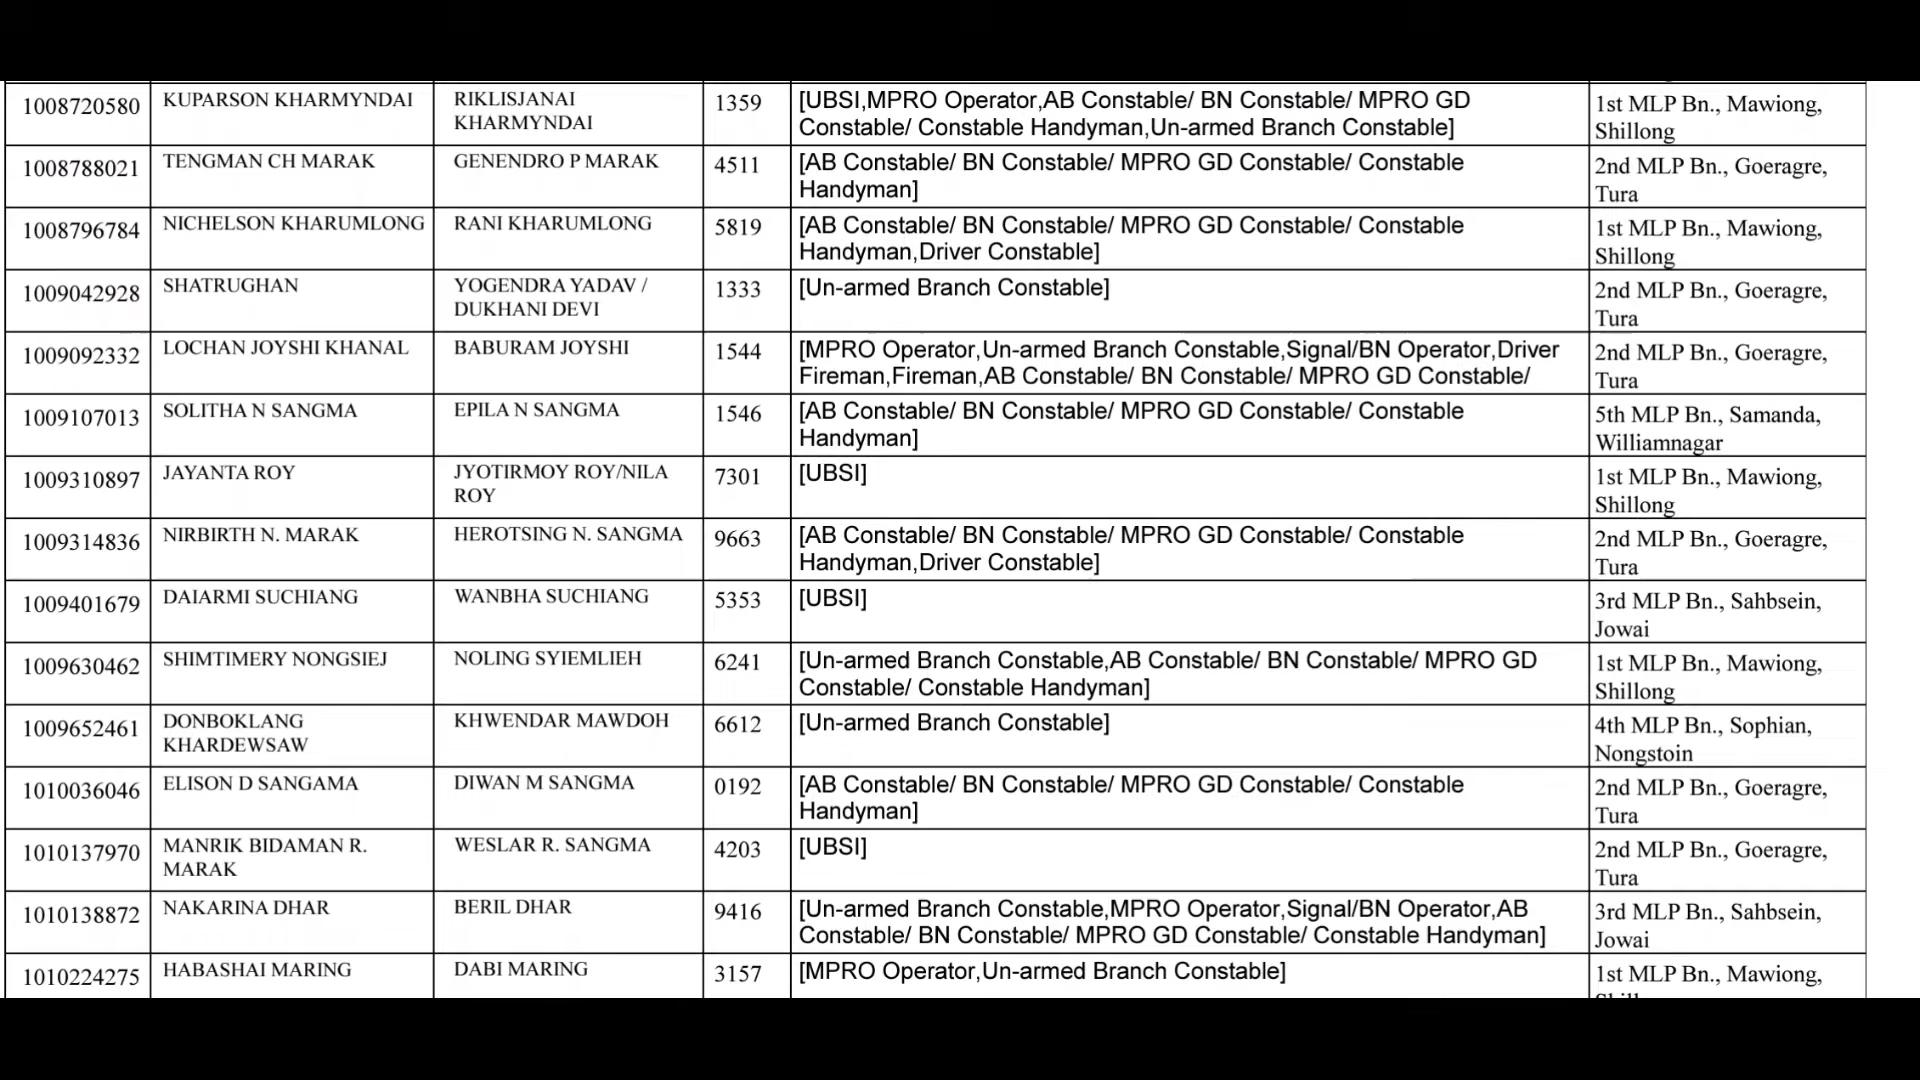 1008720580 KUPARSON KHARMYNDAI RIKLISJANAI 1359 [UBSI,MPRO Operator,AB Constable/ BN Constable/ MPRO GD 1st MLP Bn., Mawiong,
KHARMYNDAI Constable/ Constable Handyman,Un-armed Branch Constable] Shillong
1008788021 TENGMAN CH MARAK GENENDRO P MARAK 4511 [AB Constable/ BN Constable/ MPRO GD Constable/ Constable 2nd MLP Bn., Goeragre,
Handyman] Tura
1008796784 NICHELSON KHARUMLONG RANI KHARUMLONG 5819 [AB Constable/ BN Constable/ MPRO GD Constable/ Constable 1st MLP Bn., Mawiong,
Handyman,Driver Constable] Shillong
1009042928 SHATRUGHAN YOGENDRA YADAV / 1333 [Un-armed Branch Constable] 2nd MLP Bn., Goeragre,
DUKHANI DEVI Tura
1009092332 LOCHAN JOYSHI KHANAL BABURAM JOYSHI 1544 [MPRO Operator,Un-armed Branch Constable,Signal/BN Operator,Driver 2nd MLP Bn., Goeragre,
Fireman,Fireman,AB Constable/ BN Constable/ MPRO GD Constable/ Tura
1009107013 SOLITHA N SANGMA EPILA N SANGMA 1546 [AB Constable/ BN Constable/ MPRO GD Constable/ Constable 5th MLP Bn., Samanda,
Handyman] Williamnagar
1009310897 JAYANTA ROY JYOTIRMOY ROY/NILA 7301 [UBSI] 1st MLP Bn., Mawiong,
ROY Shillong
1009314836 NIRBIRTH N. MARAK HEROTSING N. SANGMA 9663 [AB Constable/ BN Constable/ MPRO GD Constable/ Constable 2nd MLP Bn., Goeragre,
Handyman,Driver Constable] Tura
1009401679 DAIARMI SUCHIANG WANBHA SUCHIANG 5353 [UBSI] 3rd MLP Bn., Sahbsein,
Jowai
1009630462 SHIMTIMERY NONGSIEJ NOLING SYIEMLIEH 6241 [Un-armed Branch Constable,AB Constable/ BN Constable/ MPRO GD 1st MLP Bn., Mawiong,
Constable/ Constable Handyman] Shillong
1009652461 DONBOKLANG KHWENDAR MAWDOH 6612 [Un-armed Branch Constable] 4th MLP Bn., Sophian,
KHARDEWSAW Nongstoin
1010036046 ELISON D SANGAMA DIWAN M SANGMA 0192 [AB Constable/ BN Constable/ MPRO GD Constable/ Constable 2nd MLP Bn., Goeragre,
Handyman] Tura
1010137970 MANRIK BIDAMAN R. WESLAR R. SANGMA 4203 [UBSI] 2nd MLP Bn., Goeragre,
MARAK Tura
1010138872 NAKARINA DHAR BERIL DHAR 9416 [Un-armed Branch Constable,MPRO Operator,Signal/BN Operator,AB 3rd MLP Bn., Sahbsein,
Constable/ BN Constable/ MPRO GD Constable/ Constable Handyman] Jowai
1010224275 HABASHAI MARING DABI MARING 3157 [MPRO Operator,Un-armed Branch Constable] 1st MLP Bn., Mawiong,